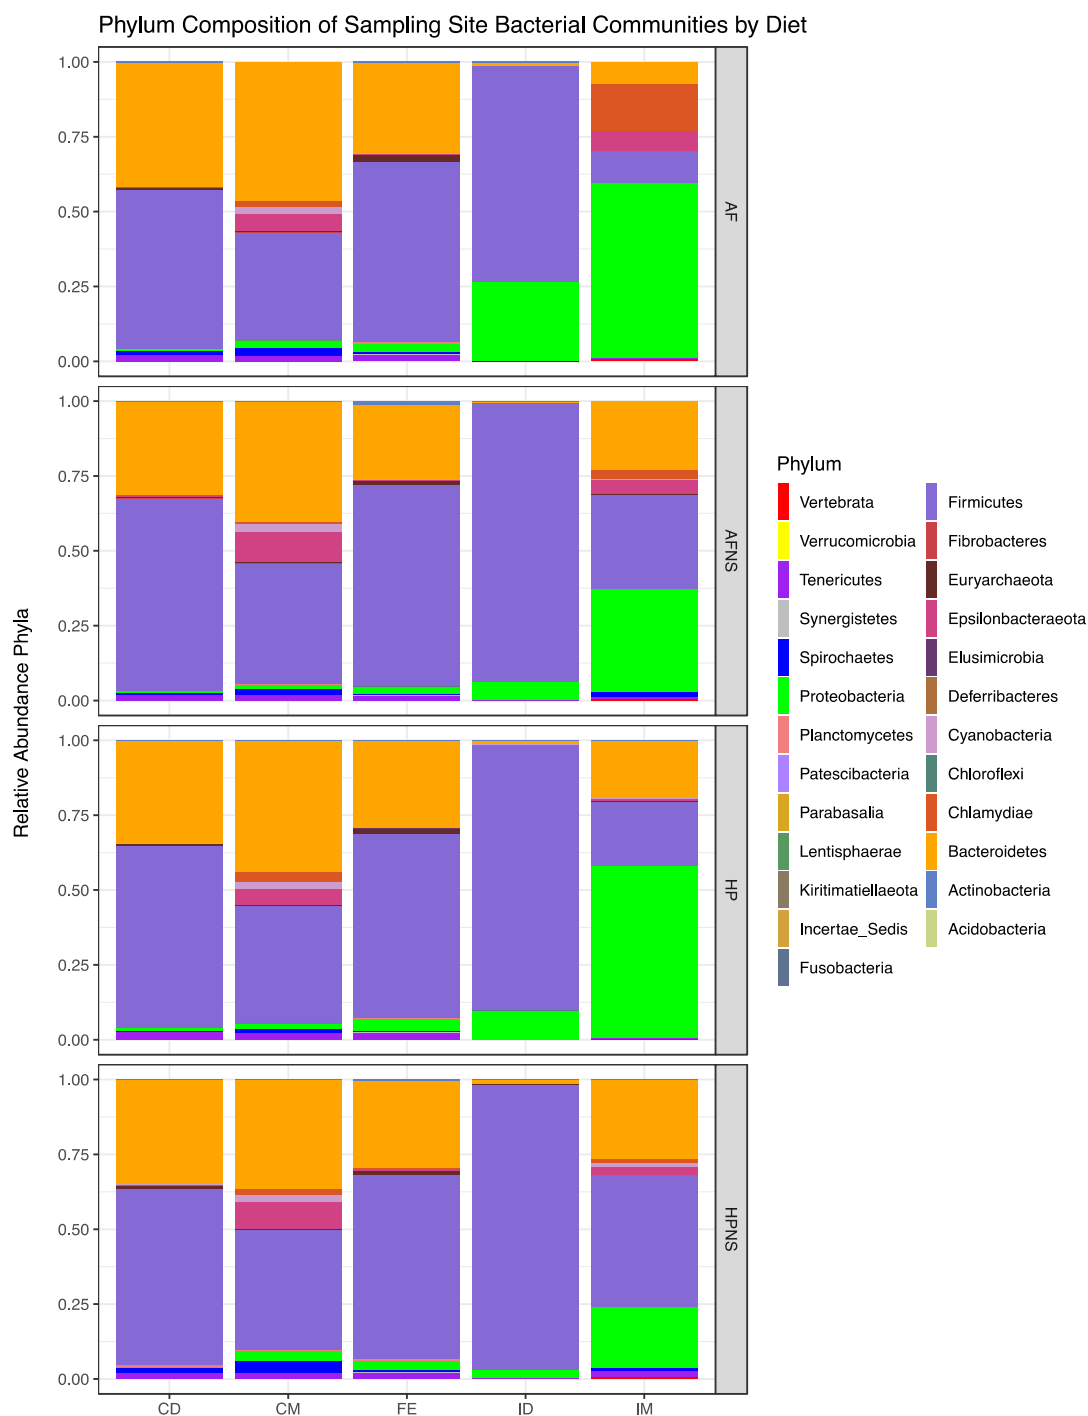 Phylum Composition of Sampling Site Bacterial Communities by Diet
Relative Abundance Phyla
1.00
0.75
0.50
0.25
0.00
AF
1.00
0.75
0.50
0.25
0.00
AFNS
1.00
0.75
0.50
0.25
0.00
HP
1.00
0.75
0.50
0.25
0.00
HPNS
CD CM FE ID IM
Phylum
Vertebrata
Verrucomicrobia
Tenericutes
Synergistetes
Spirochaetes
Proteobacteria
Planctomycetes
Patescibacteria
Parabasalia
Lentisphaerae
Kiritimatiellaeota
Incertae_Sedis
Fusobacteria
Firmicutes
Fibrobacteres
Euryarchaeota
Epsilonbacteraeota
Elusimicrobia
Deferribacteres
Cyanobacteria
Chloroflexi
Chlamydiae
Bacteroidetes
Actinobacteria
Acidobacteria